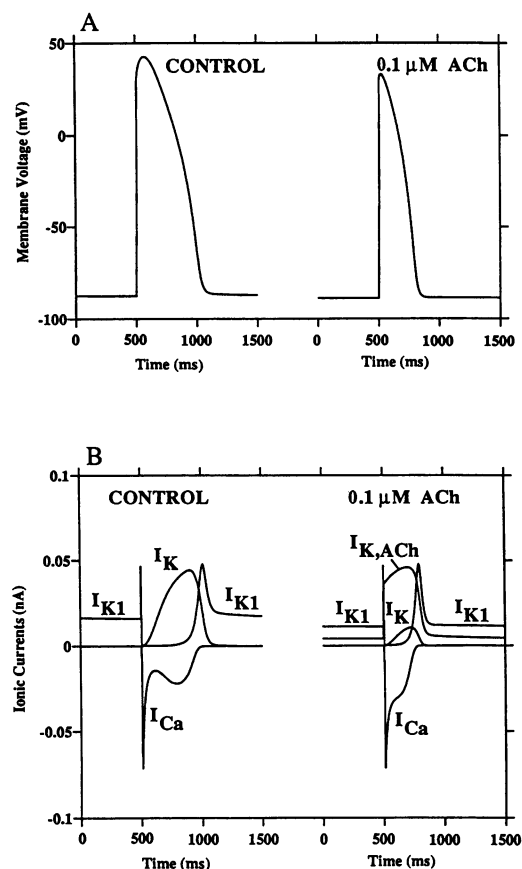 A
CONTROL
0.1 μM ACh
Membrane Voltage (mV)
50
0
-50
-100
0 500 1000 1500
0 500 1000 1500
Time (ms)
Time (ms)
B
CONTROL
0.1 μM ACh
Ionic Currents (nA)
0.1
0.05
0
-0.05
-0.1
I_K1
I_K
I_K1
I_Ca
I_K,ACh
I_K1
I_K
I_K1
I_Ca
0 500 1000 1500
0 500 1000 1500
Time (ms)
Time (ms)